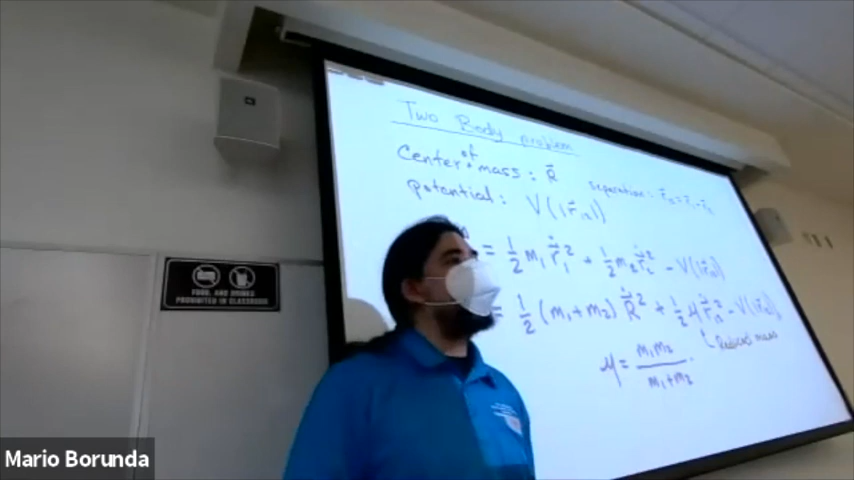 Two Body problem
Center of mass : R⃗
separation: r⃗₁₂ = r⃗₁ - r⃗₂
potential : V(|r⃗₁₂|)
= ½ m₁ ṙ⃗₁² + ½ m₂ ṙ⃗₂² - V(|r⃗₁₂|)
= ½ (m₁+m₂) Ṙ⃗² + ½ μ ṙ⃗₁₂² - V(|r⃗₁₂|)
Reduced mass
μ = m₁m₂ / m₁+m₂
FOOD, AND DRINKS
PROHIBITED IN CLASSROOM
Mario Borunda